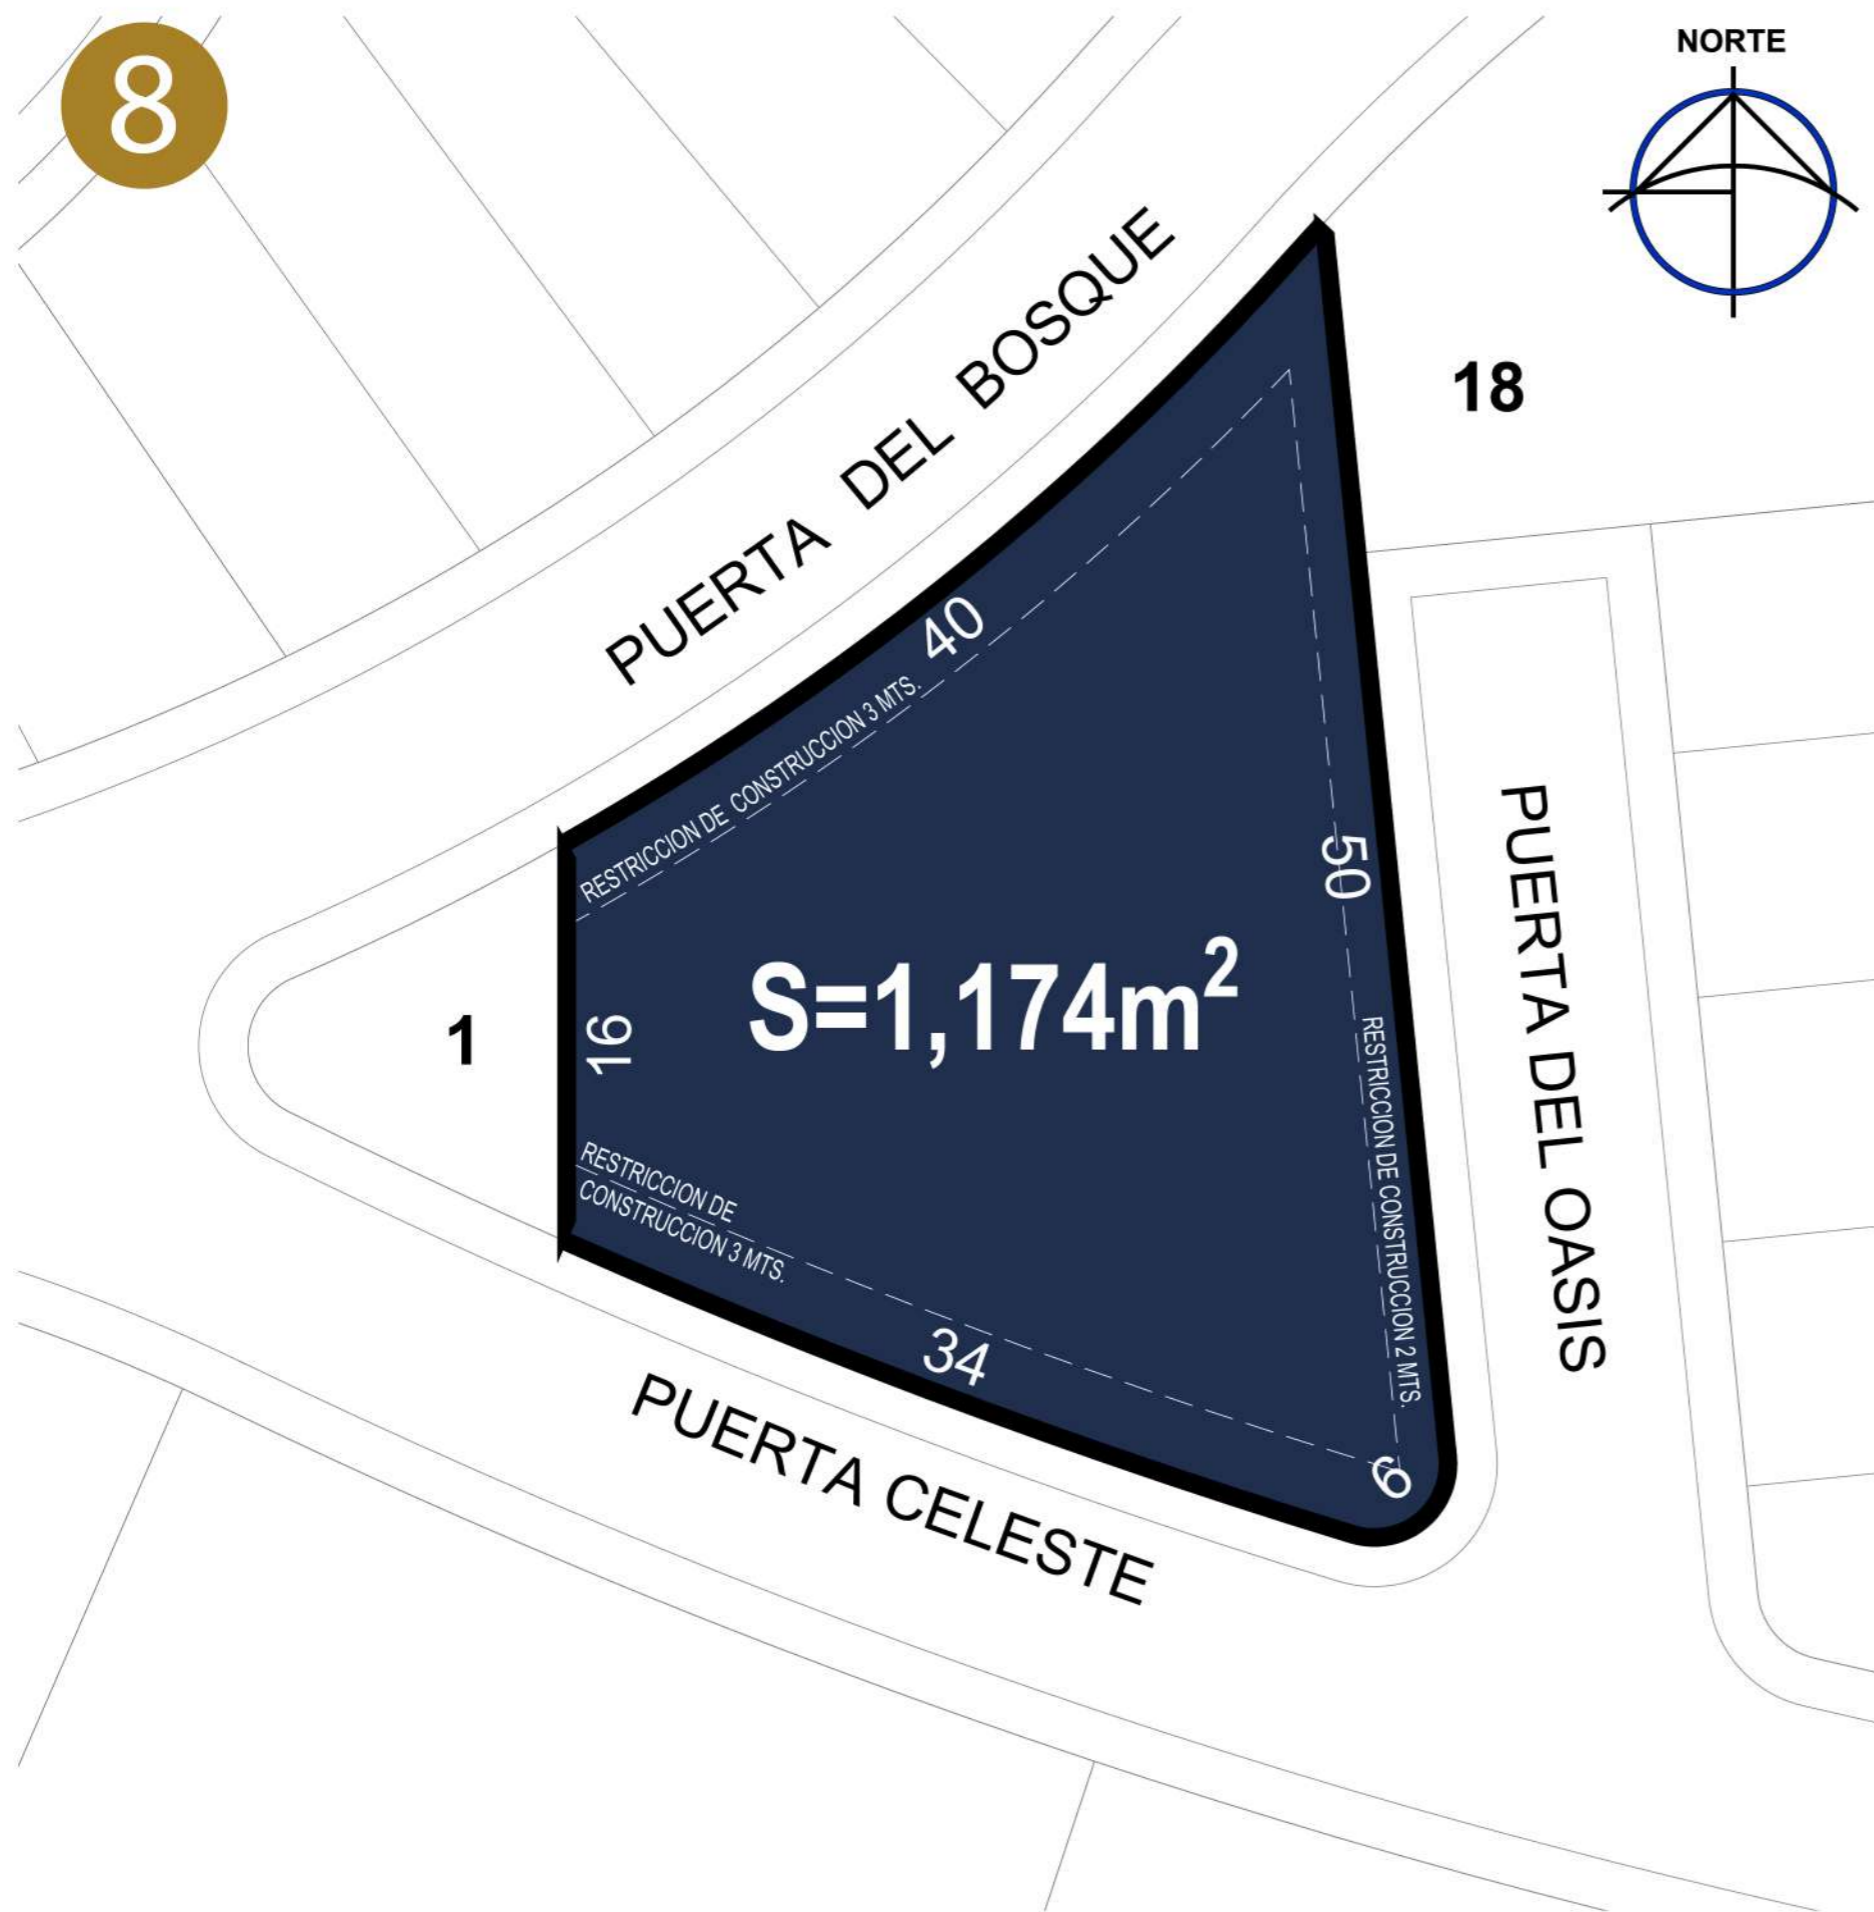 8
NORTE
18
PUERTA DEL BOSQUE
40
RESTRICCION DE CONSTRUCCION 3 MTS.
50
PUERTA DEL OASIS
S=1,174m²
1
16
RESTRICCION DE CONSTRUCCION 2 MTS.
RESTRICCION DE
CONSTRUCCION 3 MTS.
34
6
PUERTA CELESTE